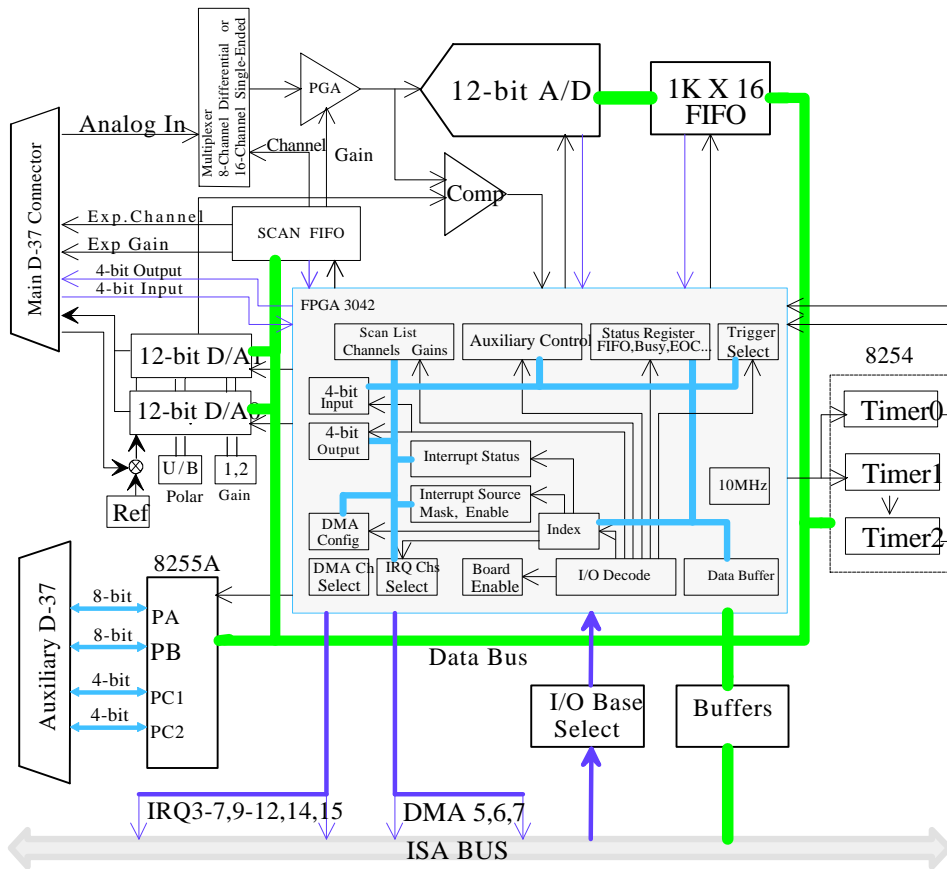 Multiplexer
8-Channel Differential or
16-Channel Single-Ended
PGA
12-bit A/D
1K X 16
FIFO
Analog In
Channel
Gain
Comp
Main D-37 Connector
Exp.Channel
SCAN FIFO
Exp Gain
4-bit Output
4-bit Input
FPGA 3042
Scan List
Channels Gains
Auxiliary Control
Status Register
FIFO,Busy,EOC...
Trigger
Select
12-bit D/A1
12-bit D/A0
8254
Timer0
Timer1
Timer2
4-bit
Input
4-bit
Output
Interrupt Status
10MHz
U/B
Polar
1,2
Gain
Ref
Interrupt Source
Mask, Enable
DMA
Config
Index
DMA Ch
Select
IRQ Chs
Select
Board
Enable
I/O Decode
Data Buffer
8255A
Auxiliary D-37
8-bit
PA
8-bit
PB
4-bit
PC1
4-bit
PC2
Data Bus
I/O Base
Select
Buffers
IRQ3-7,9-12,14,15
DMA 5,6,7
ISA BUS